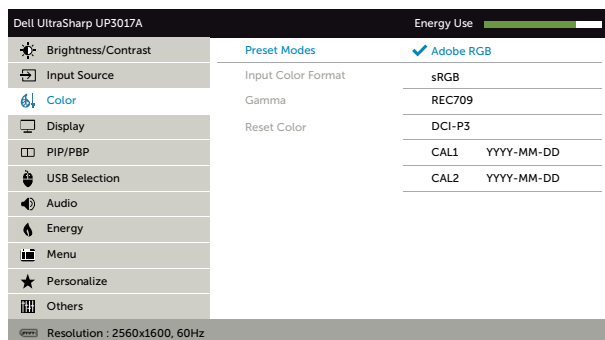 Dell UltraSharp UP3017A Energy Use
Brightness/Contrast Preset Modes Adobe RGB
Input Source Input Color Format sRGB
Color Gamma REC709
Display Reset Color DCI-P3
PIP/PBP CAL1 YYYY-MM-DD
USB Selection CAL2 YYYY-MM-DD
Audio
Energy
Menu
Personalize
Others
Resolution : 2560x1600, 60Hz